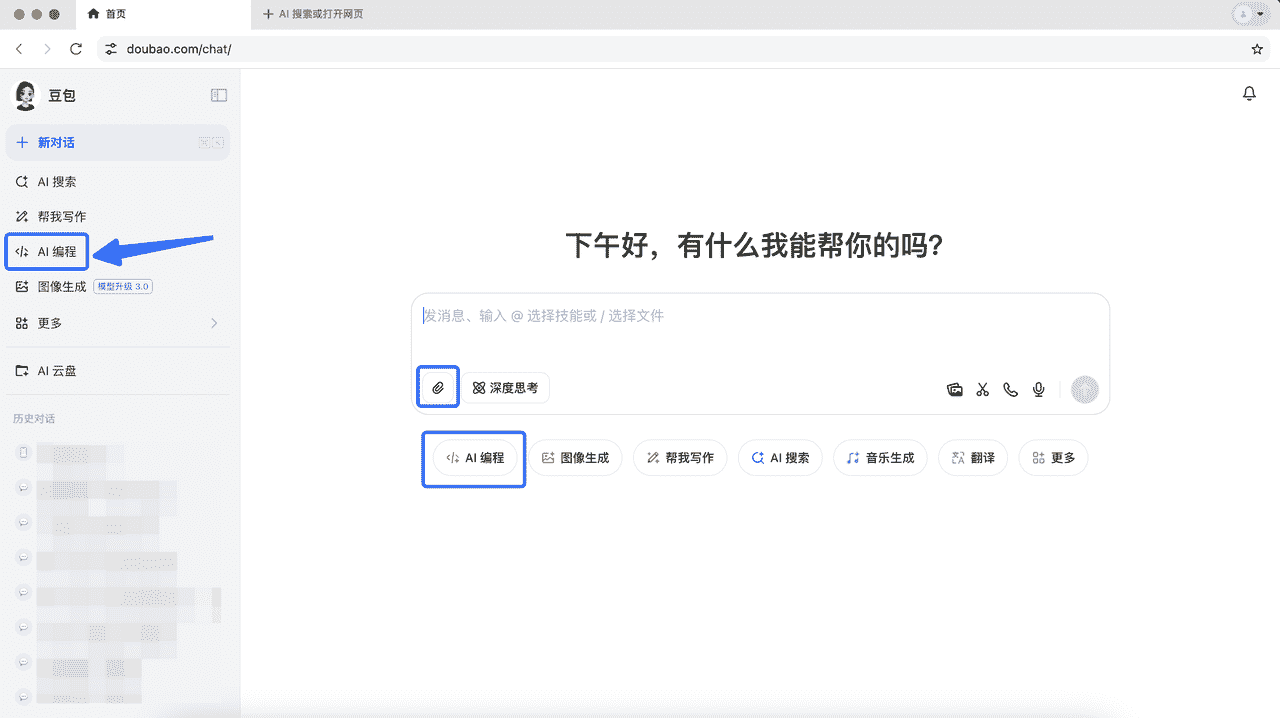 首页
AI 搜索或打开网页
doubao.com/chat/
豆包
新对话
AI 搜索
帮我写作
AI 编程
图像生成 模型升级 3.0
更多
AI 云盘
历史对话
下午好，有什么我能帮你的吗?
发消息、输入 @ 选择技能或 / 选择文件
深度思考
AI 编程 图像生成 帮我写作 AI 搜索 音乐生成 翻译 更多